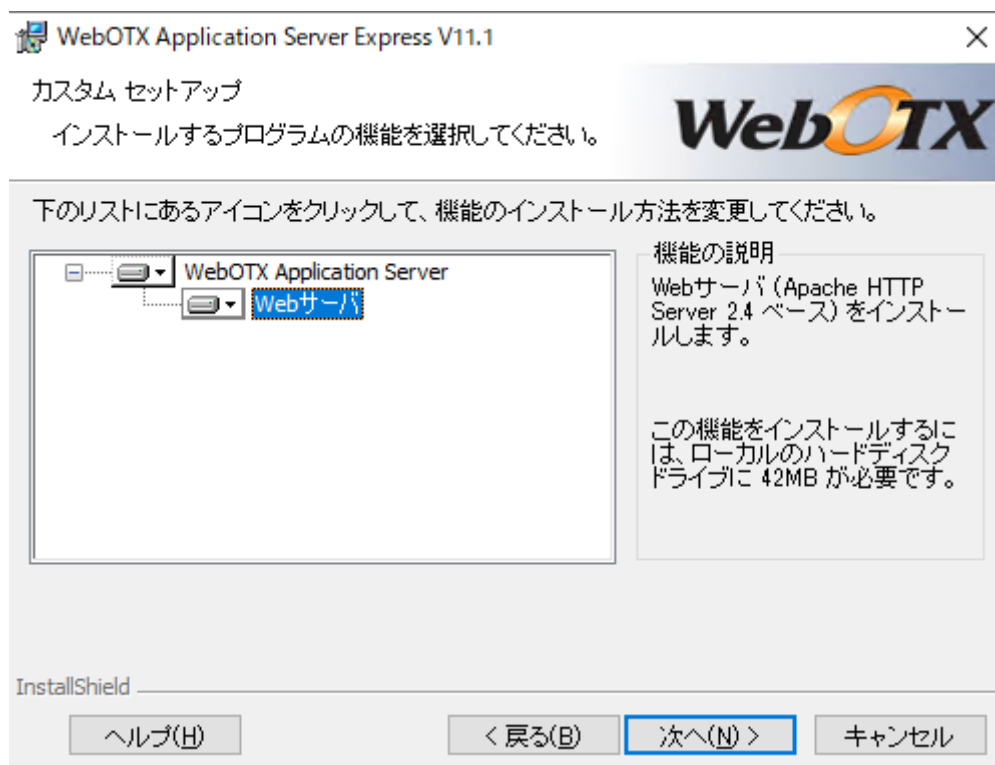 WebOTX Application Server Express V11.1
カスタム セットアップ
インストールするプログラムの機能を選択してください。
WebOTX
下のリストにあるアイコンをクリックして、機能のインストール方法を変更してください。
WebOTX Application Server
Webサーバ
機能の説明
Webサーバ (Apache HTTP
Server 2.4 ベース) をインストー
ルします。
この機能をインストールするに
は、ローカルのハードディスク
ドライブに 42MB が必要です。
InstallShield
ヘルプ(H)
< 戻る(B)
次へ(N) >
キャンセル